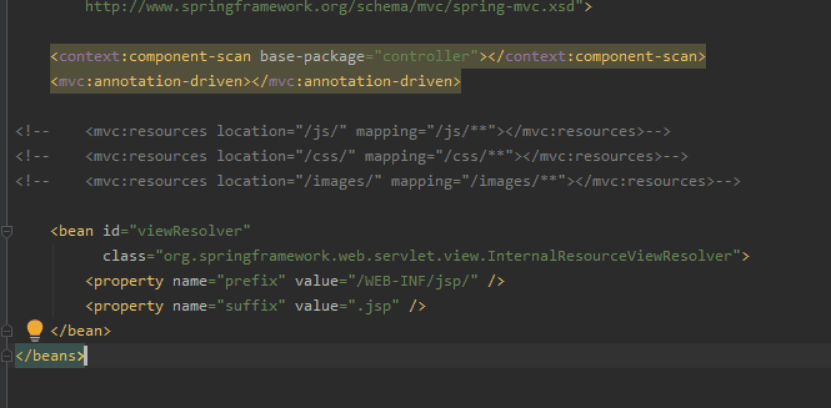 http://www.springframework.org/schema/mvc/spring-mvc.xsd">
<context:component-scan base-package="controller"></context:component-scan>
<mvc:annotation-driven></mvc:annotation-driven>
<!--    <mvc:resources location="/js/" mapping="/js/**"></mvc:resources>-->
<!--    <mvc:resources location="/css/" mapping="/css/**"></mvc:resources>-->
<!--    <mvc:resources location="/images/" mapping="/images/**"></mvc:resources>-->
<bean id="viewResolver"
class="org.springframework.web.servlet.view.InternalResourceViewResolver">
<property name="prefix" value="/WEB-INF/jsp/" />
<property name="suffix" value=".jsp" />
</bean>
</beans>